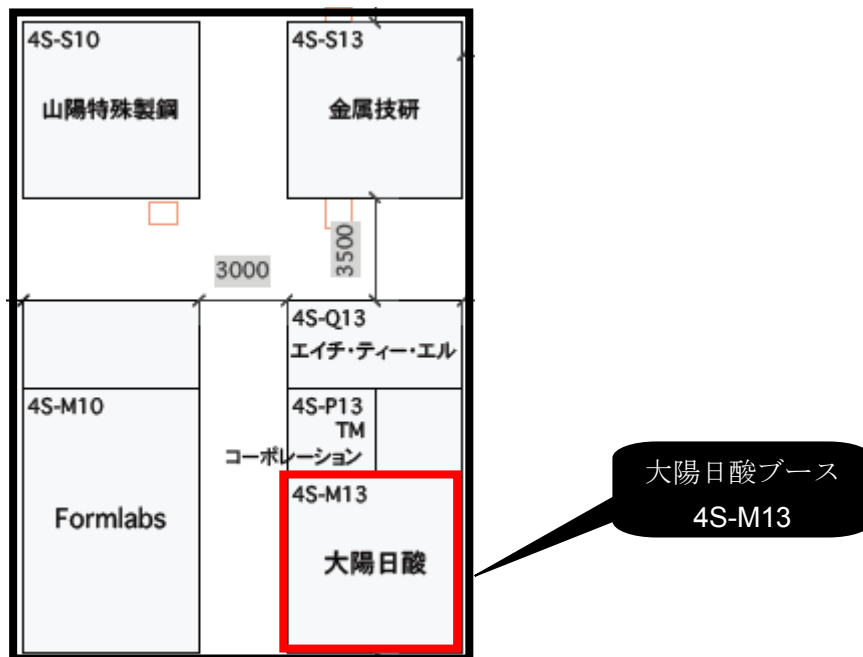 4S-S10
山陽特殊製鋼
4S-S13
金属技研
3000
3500
4S-Q13
エイチ・ティー・エル
4S-M10
Formlabs
4S-P13
TM
コーポレーション
4S-M13
大陽日酸
大陽日酸ブース
4S-M13